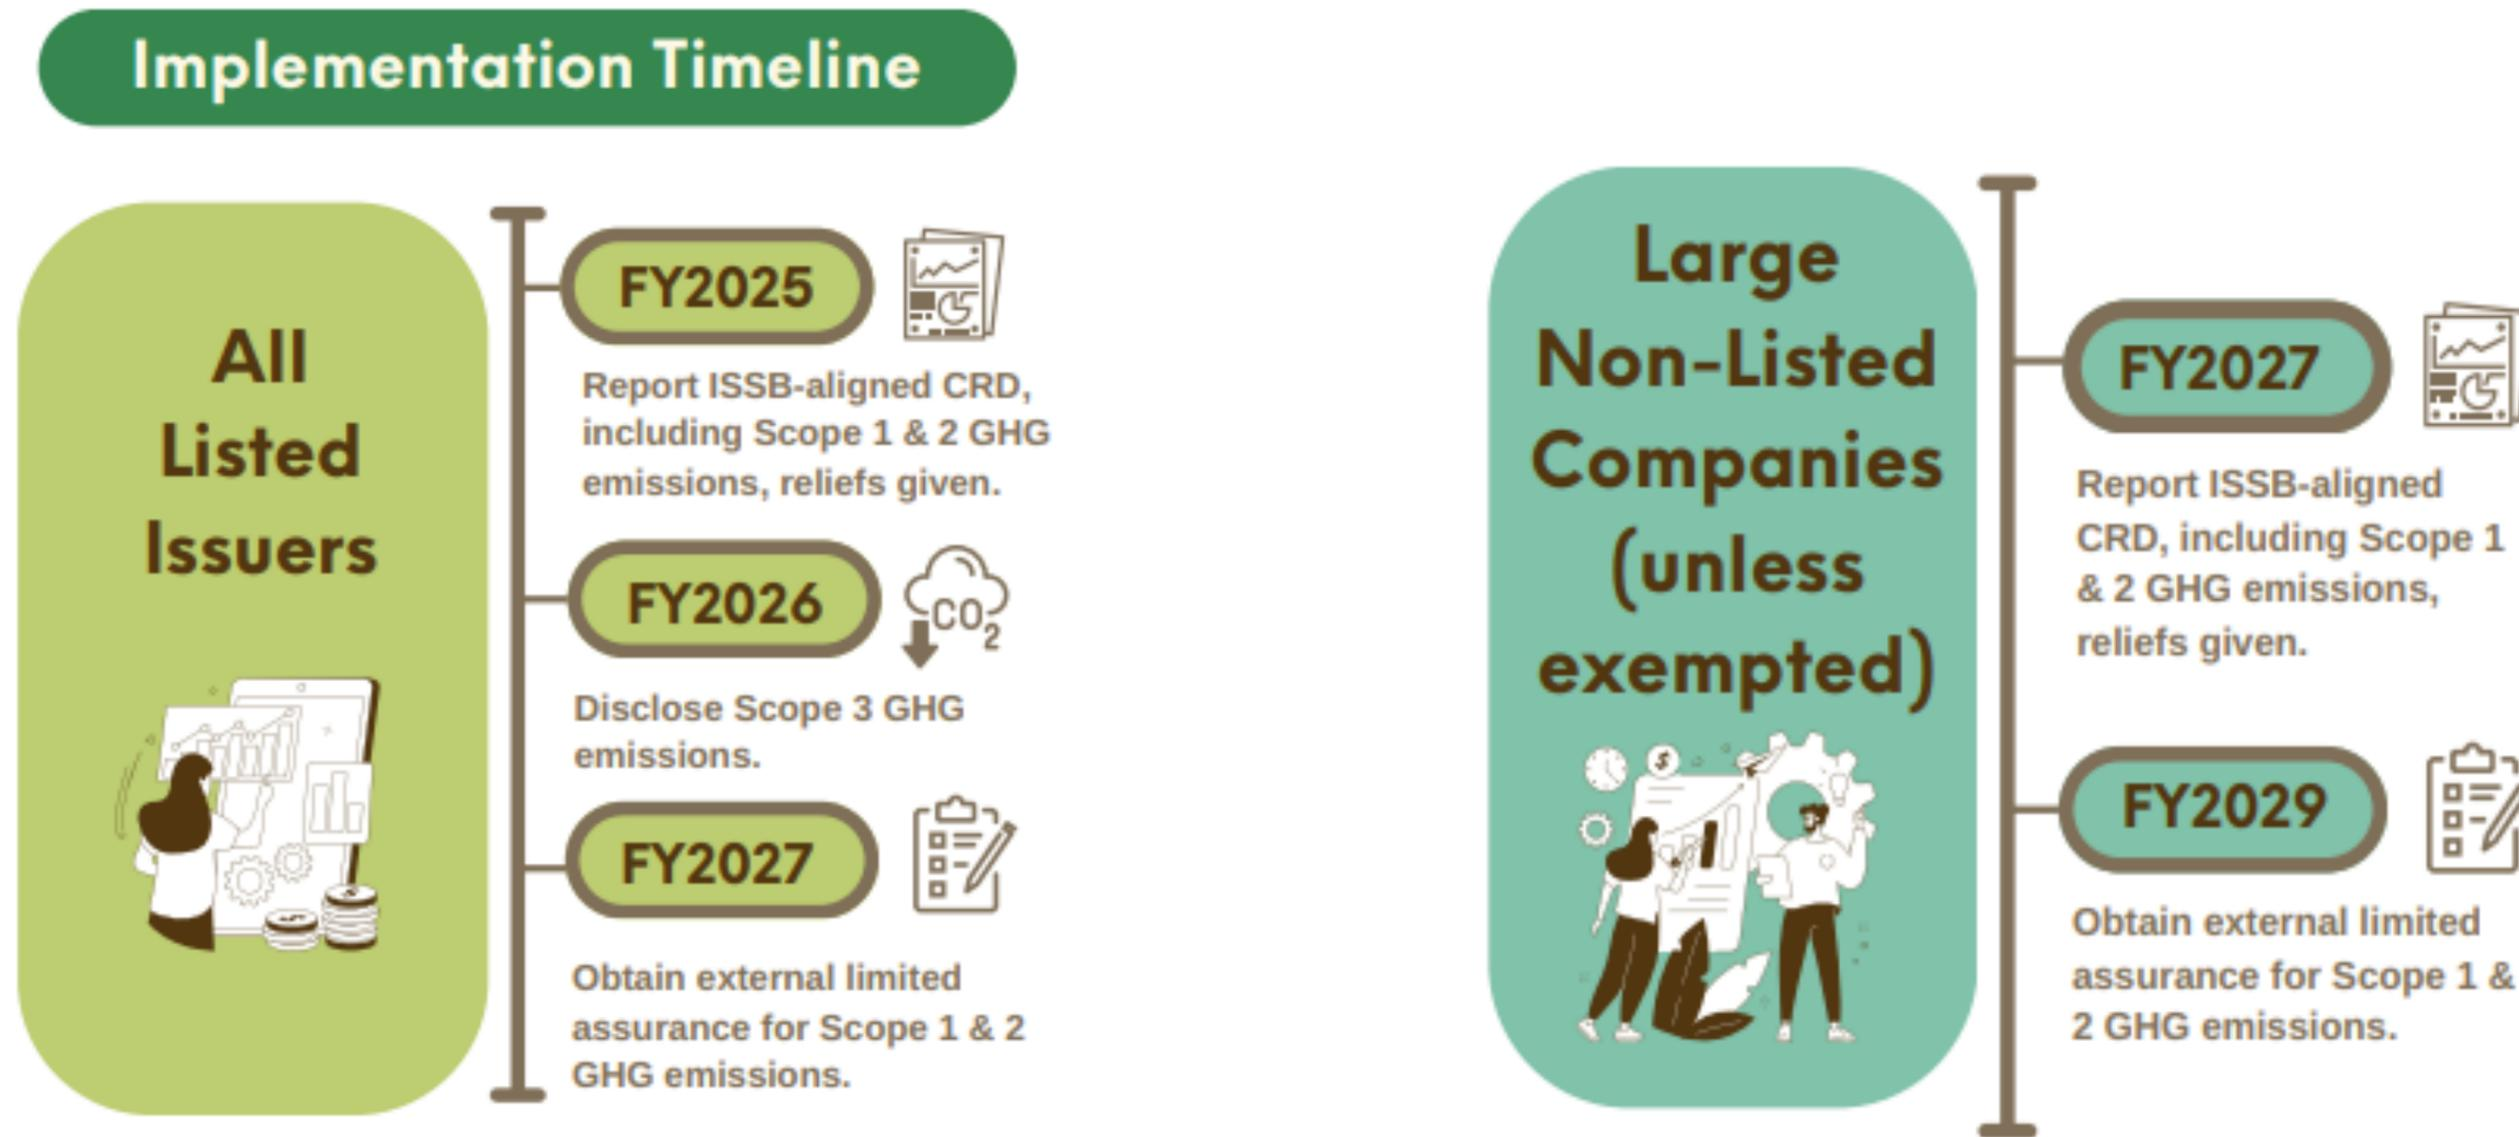 Implementation Timeline
All
Listed
Issuers
FY2025
Report ISSB-aligned CRD,
including Scope 1 & 2 GHG
emissions, reliefs given.
FY2026
CO2
Disclose Scope 3 GHG
emissions.
FY2027
Obtain external limited
assurance for Scope 1 & 2
GHG emissions.
Large
Non-Listed
Companies
(unless
exempted)
$
FY2027
Report ISSB-aligned
CRD, including Scope 1
& 2 GHG emissions,
reliefs given.
FY2029
Obtain external limited
assurance for Scope 1 &
2 GHG emissions.